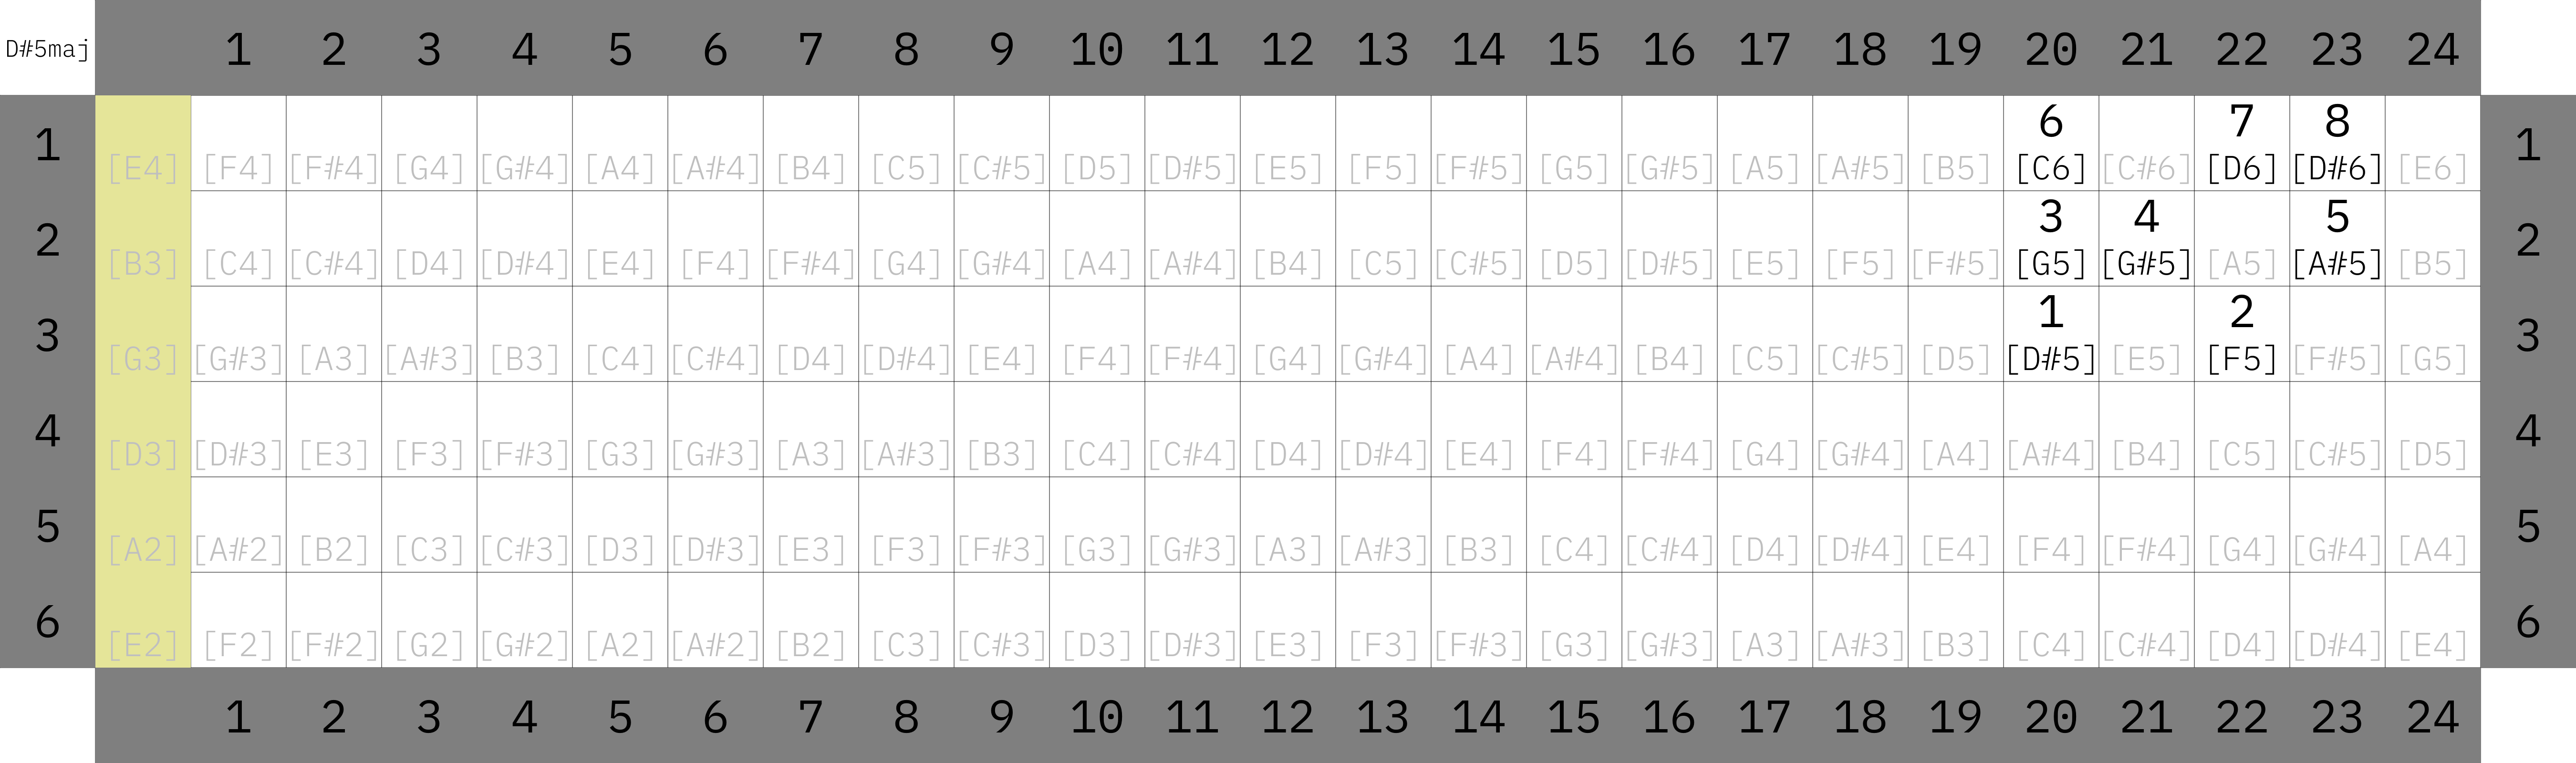 D#5maj 1 2 3 4 5 6 7 8 9 10 11 12 13 14 15 16 17 18 19 20 21 22 23 24
6 7 8
1 [E4] [F4] [F#4] [G4] [G#4] [A4] [A#4] [B4] [C5] [C#5] [D5] [D#5] [E5] [F5] [F#5] [G5] [G#5] [A5] [A#5] [B5] [C6] [C#6] [D6] [D#6] [E6] 1
3 4 5
2 [B3] [C4] [C#4] [D4] [D#4] [E4] [F4] [F#4] [G4] [G#4] [A4] [A#4] [B4] [C5] [C#5] [D5] [D#5] [E5] [F5] [F#5] [G5] [G#5] [A5] [A#5] [B5] 2
1 2
3 [G3] [G#3] [A3] [A#3] [B3] [C4] [C#4] [D4] [D#4] [E4] [F4] [F#4] [G4] [G#4] [A4] [A#4] [B4] [C5] [C#5] [D5] [D#5] [E5] [F5] [F#5] [G5] 3
4 [D3] [D#3] [E3] [F3] [F#3] [G3] [G#3] [A3] [A#3] [B3] [C4] [C#4] [D4] [D#4] [E4] [F4] [F#4] [G4] [G#4] [A4] [A#4] [B4] [C5] [C#5] [D5] 4
5 [A2] [A#2] [B2] [C3] [C#3] [D3] [D#3] [E3] [F3] [F#3] [G3] [G#3] [A3] [A#3] [B3] [C4] [C#4] [D4] [D#4] [E4] [F4] [F#4] [G4] [G#4] [A4] 5
6 [E2] [F2] [F#2] [G2] [G#2] [A2] [A#2] [B2] [C3] [C#3] [D3] [D#3] [E3] [F3] [F#3] [G3] [G#3] [A3] [A#3] [B3] [C4] [C#4] [D4] [D#4] [E4] 6
1 2 3 4 5 6 7 8 9 10 11 12 13 14 15 16 17 18 19 20 21 22 23 24